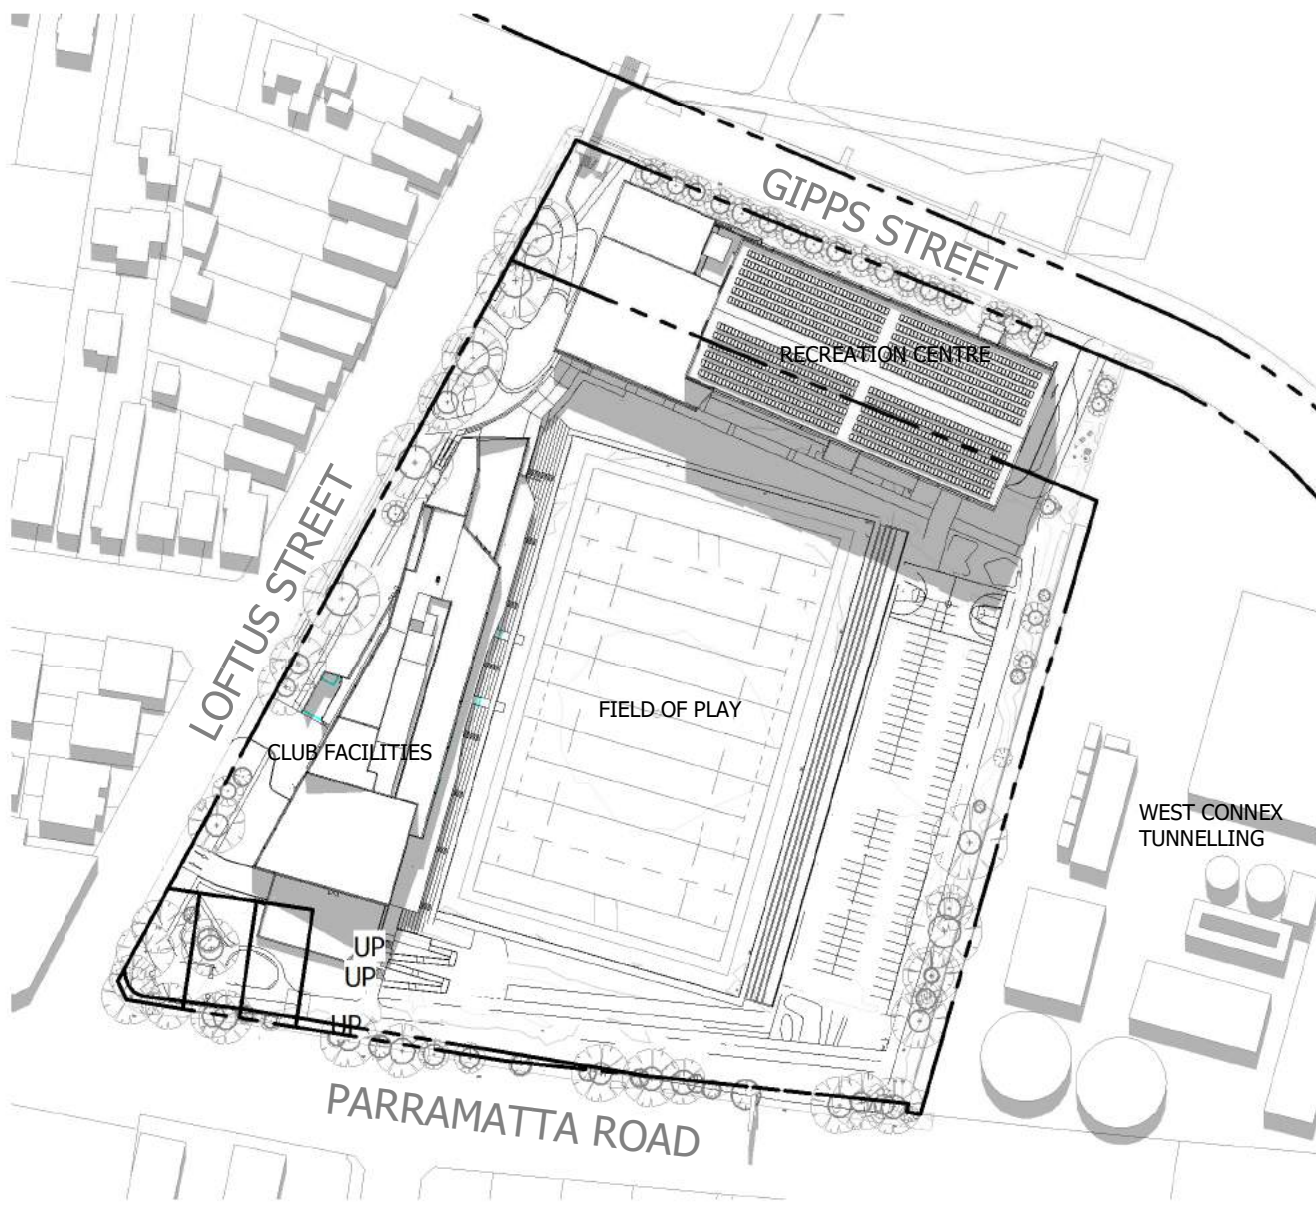 GIPPS STREET
RECREATION CENTRE
LOFTUS STREET
FIELD OF PLAY
CLUB FACILITIES
WEST CONNEX
TUNNELLING
UP
UP
UP
PARRAMATTA ROAD